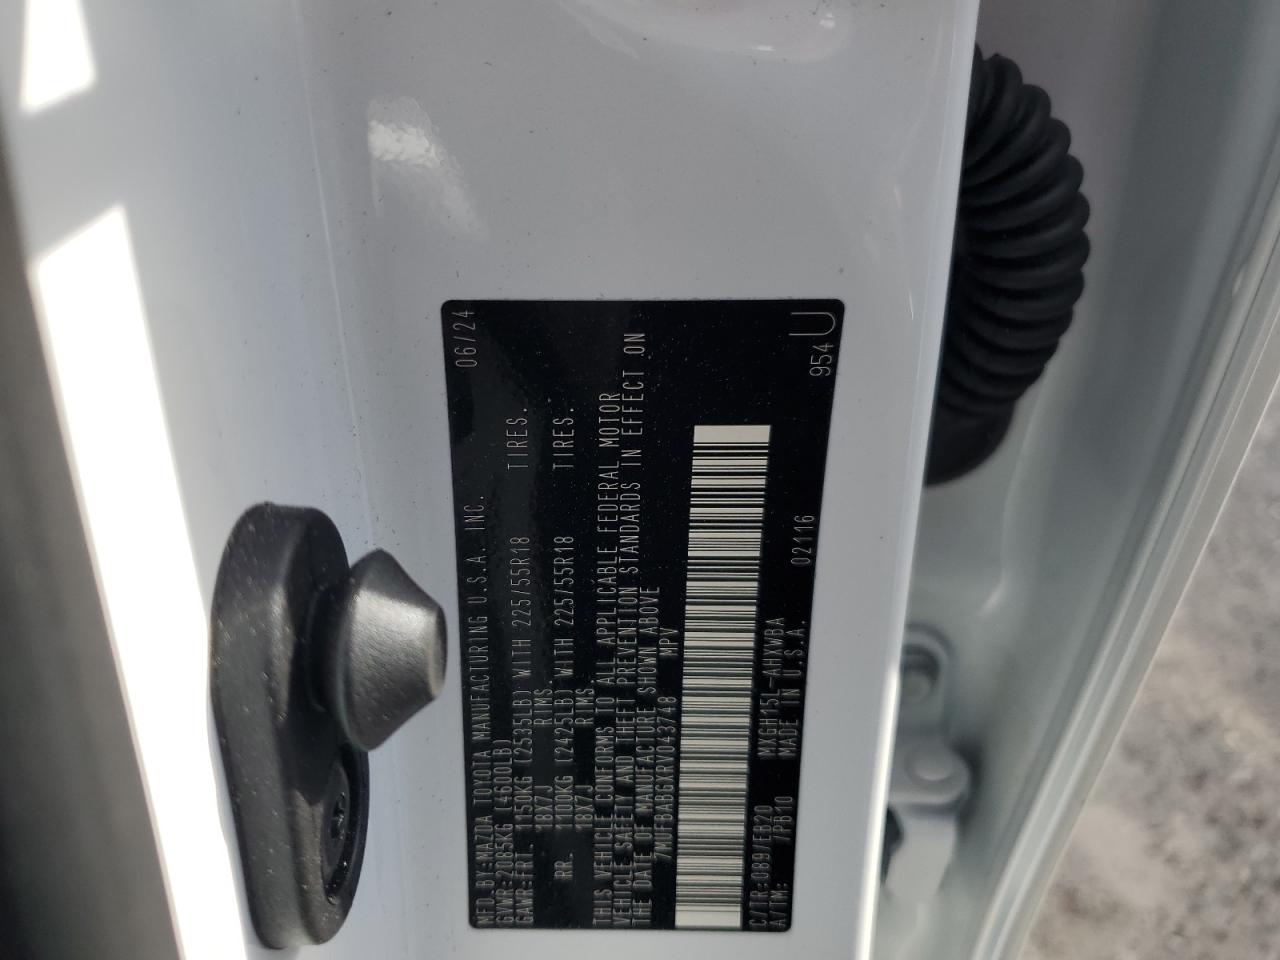 MFD.BY:MAZDA TOYOTA MANUFACTURING U.S.A. INC. 06/24
GVWR:2085KG (4600LB)
GAWR:FRT 1150KG (2535LB) WITH 225/55R18 TIRES.
18X7J RIMS
RR. 1100KG (2425LB) WITH 225/55R18 TIRES.
18X7J RIMS.
THIS VEHICLE CONFORMS TO ALL APPLICABLE FEDERAL MOTOR
VEHICLE SAFETY AND THEFT PREVENTION STANDARDS IN EFFECT ON
THE DATE OF MANUFACTURE SHOWN ABOVE
7MUFBABGXRV043748 MPV
C/TR:089/EB20 MXGH15L-AHXWBA
A/TM: /PB10 MADE IN U.S.A. 02116 954 U